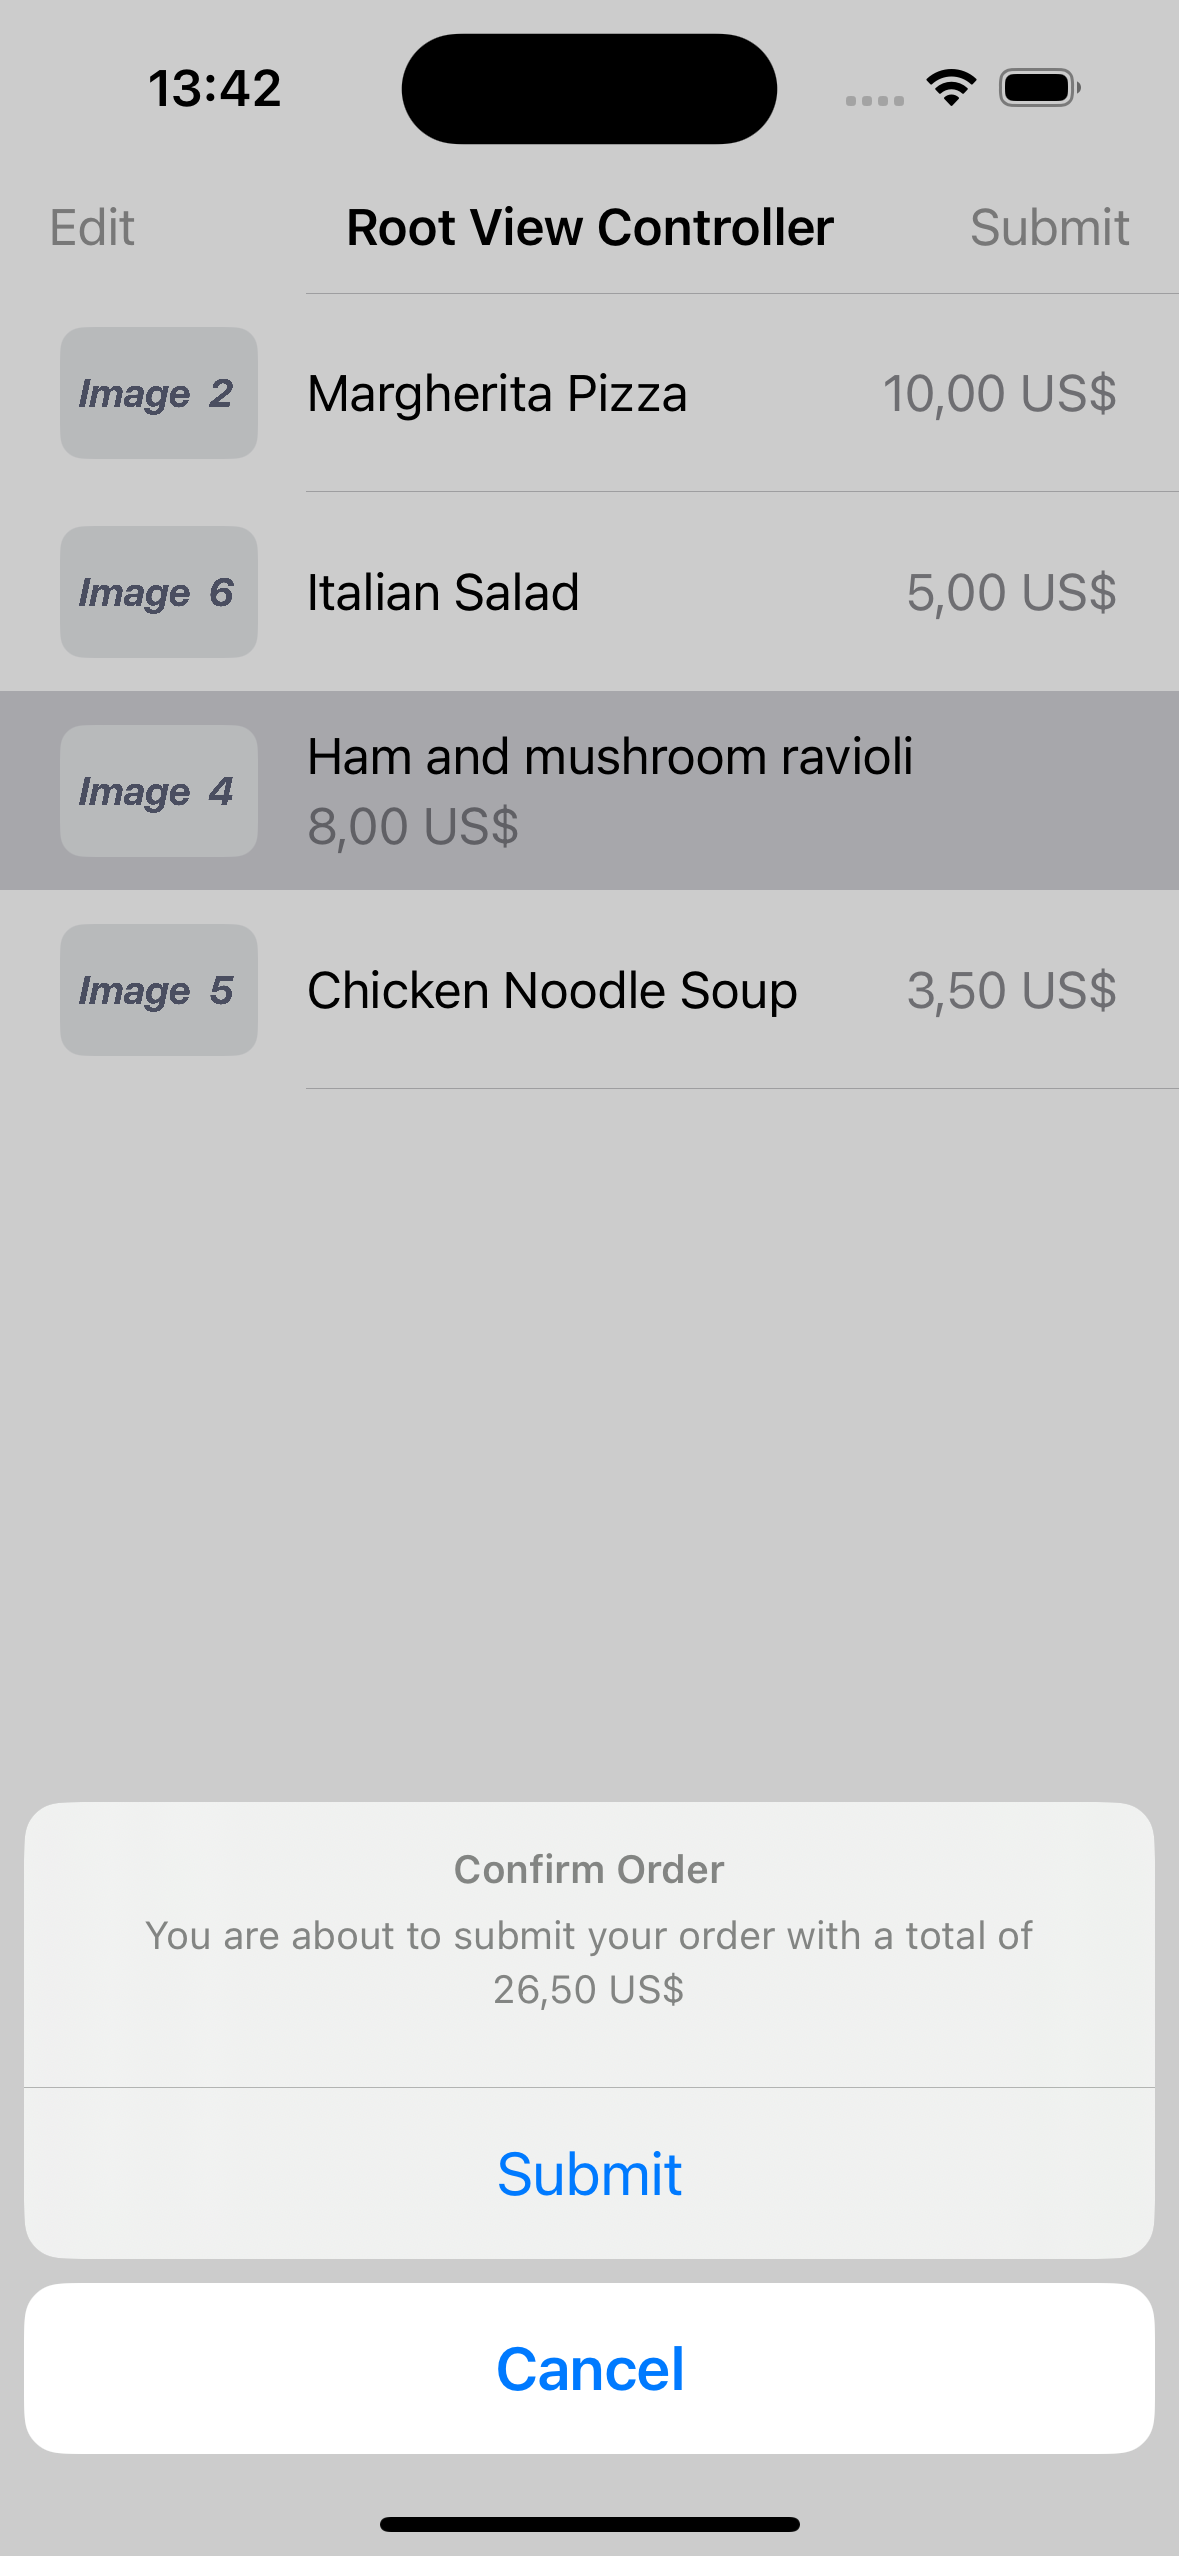 13:42
Edit Root View Controller Submit
Image 2 Margherita Pizza 10,00 US$
Image 6 Italian Salad 5,00 US$
Image 4 Ham and mushroom ravioli
8,00 US$
Image 5 Chicken Noodle Soup 3,50 US$
Confirm Order
You are about to submit your order with a total of
26,50 US$
Submit
Cancel